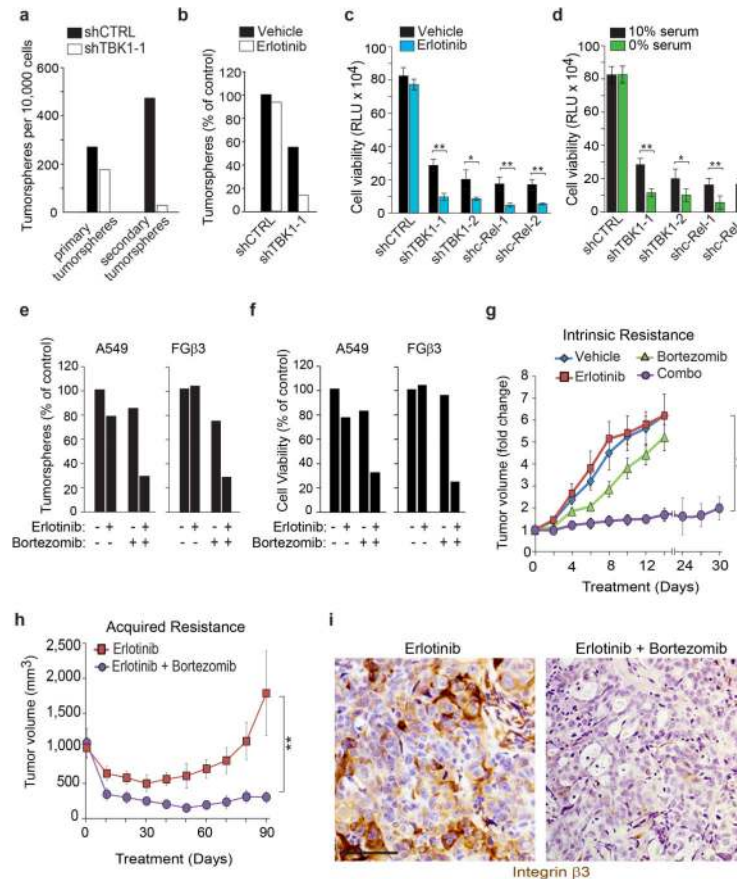 a
shCTRL
shTBK1-1
Tumorspheres per 10,000 cells
600
400
200
0
primary tumorspheres
secondary tumorspheres
b
Vehicle
Erlotinib
Tumorspheres (% of control)
120
100
80
60
40
20
0
shCTRL
shTBK1-1
c
Vehicle
Erlotinib
Cell viability (RLU x 10⁴)
100
80
60
40
20
0
** * ** **
shCTRL
shTBK1-1
shTBK1-2
shc-Rel-1
shc-Rel-2
d
10% serum
0% serum
Cell viability (RLU x 10⁴)
100
80
60
40
20
0
** * **
shCTRL
shTBK1-1
shTBK1-2
shc-Rel-1
shc-Rel
e
A549 FGβ3
Tumorspheres (% of control)
120
100
80
60
40
20
0
Erlotinib: - + - + - + - +
Bortezomib: - - + + - - + +
f
A549 FGβ3
Cell Viability (% of control)
120
100
80
60
40
20
0
Erlotinib: - + - + - + - +
Bortezomib: - - + + - - + +
g
Intrinsic Resistance
Vehicle Bortezomib
Erlotinib Combo
Tumor volume (fold change)
7
6
5
4
3
2
1
0
0 4 8 12 24 30
Treatment (Days)
h
Acquired Resistance
Erlotinib
Erlotinib + Bortezomib
Tumor volume (mm³)
2,500
2,000
1,500
1,000
500
0
**
0 30 60 90
Treatment (Days)
i
Erlotinib Erlotinib + Bortezomib
Integrin β3